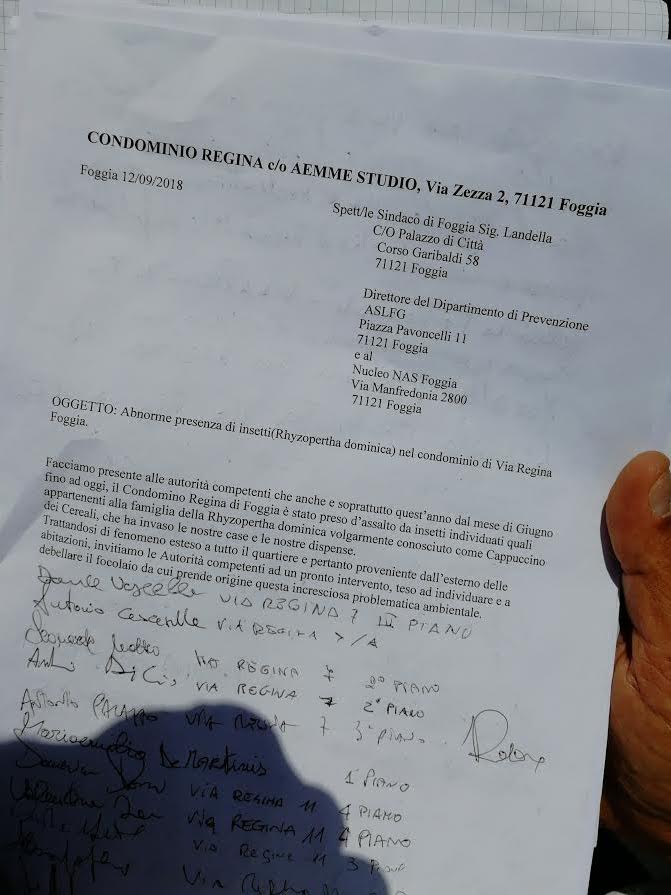 CONDOMINIO REGINA c/o AEMME STUDIO, Via Zezza 2, 71121 Foggia
Foggia 12/09/2018
Spett/le Sindaco di Foggia Sig. Landella
C/O Palazzo di Città
Corso Garibaldi 58
71121 Foggia
Direttore del Dipartimento di Prevenzione
ASLFG
Piazza Pavoncelli 11
71121 Foggia
e al
Nucleo NAS Foggia
Via Manfredonia 2800
71121 Foggia
OGGETTO: Abnorme presenza di insetti(Rhyzopertha dominica) nel condominio di Via Regina
Foggia.
Facciamo presente alle autorità competenti che anche e soprattutto quest'anno dal mese di Giugno
fino ad oggi, il Condomino Regina di Foggia è stato preso d'assalto da insetti individuati quali
appartenenti alla famiglia della Rhyzopertha dominica volgarmente conosciuto come Cappuccino
dei Cereali, che ha invaso le nostre case e le nostre dispense.
Trattandosi di fenomeno esteso a tutto il quartiere e pertanto proveniente dall'esterno delle
abitazioni, invitiamo le Autorità competenti ad un pronto intervento, teso ad individuare e a
debellare il focolaio da cui prende origine questa incresciosa problematica ambientale.
VIA REGINA 7 III PIANO
Antonio VIA REGINA 7/A
VIA REGINA 7 2° PIANO
VIA REGINA 7 2° PIANO
Antonio VIA REGINA 7 3° PIANO
De MARTINIS 1 PIANO
VIA REGINA 11 4 PIANO
Valentina Via REGINA 11 4 PIANO
VIA REGINA 11 3 PIANO
VIA